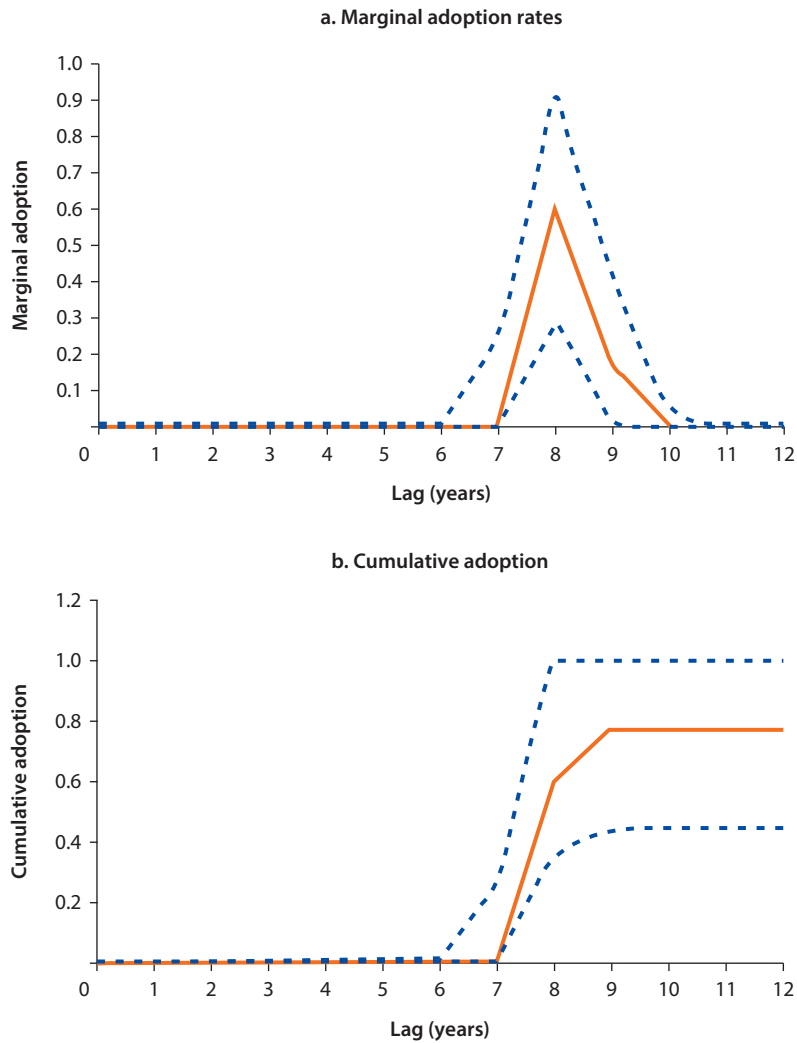 a. Marginal adoption rates
1.0
0.9
0.8
0.7
0.6
0.5
0.4
0.3
0.2
0.1
Marginal adoption
0 1 2 3 4 5 6 7 8 9 10 11 12
Lag (years)
b. Cumulative adoption
1.2
1.0
0.8
0.6
0.4
0.2
Cumulative adoption
0 1 2 3 4 5 6 7 8 9 10 11 12
Lag (years)